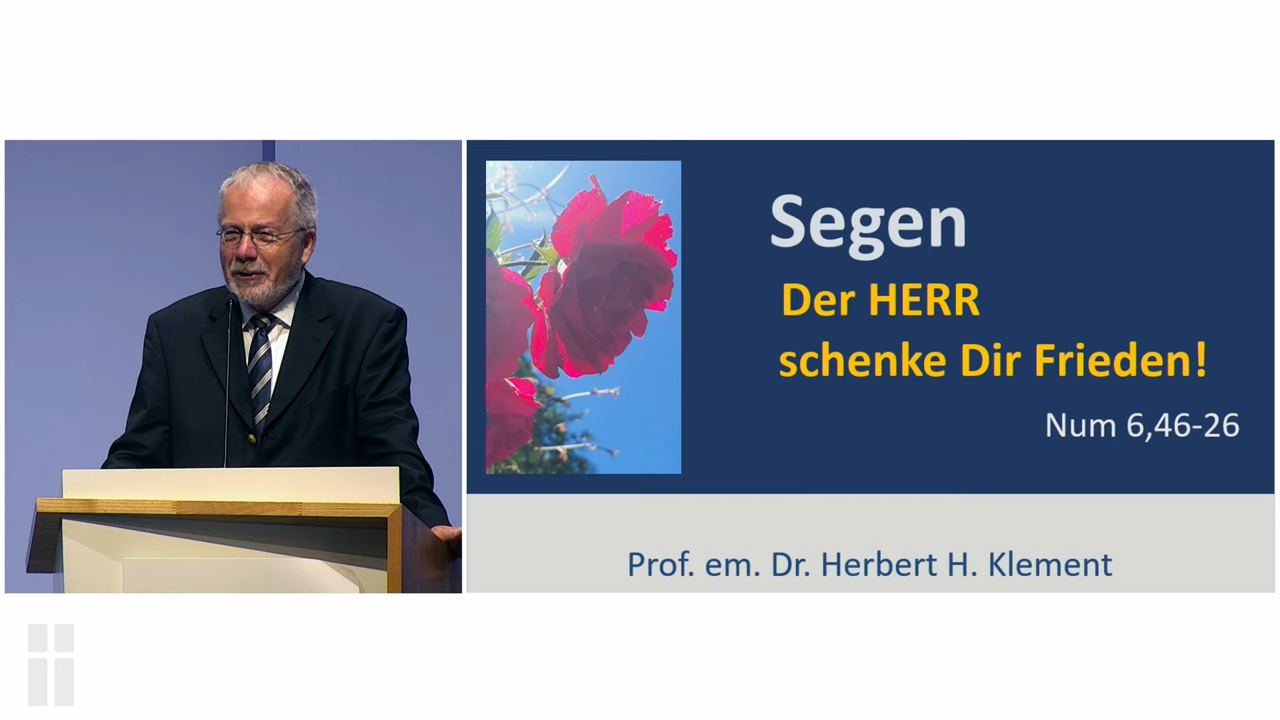 Segen
Der HERR
schenke Dir Frieden!
Num 6,46-26
Prof. em. Dr. Herbert H. Klement